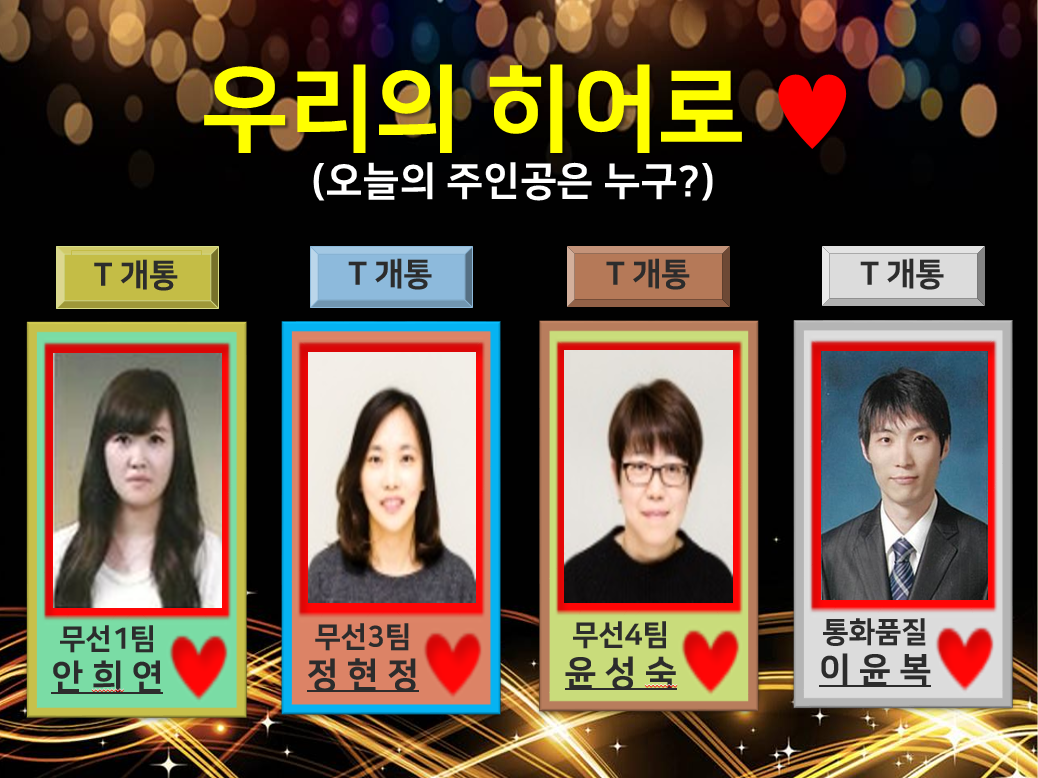 우리의 히어로
(오늘의 주인공은 누구?)
T 개통
T 개통
T 개통
T 개통
무선1팀
안 희 연
무선3팀
정 현 정
무선4팀
윤 성 숙
통화품질
이 윤 복